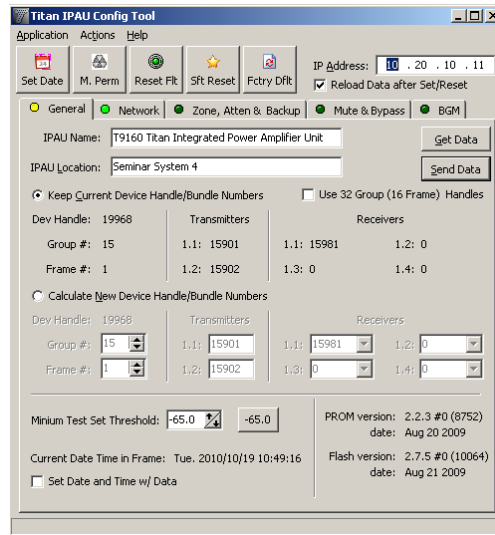 Titan IPAU Config Tool
Application Actions Help
Set Date M. Perm Reset Flt Sft Reset Fctry Dflt
IP Address: 10 . 20 . 10 . 11
Reload Data after Set/Reset
General Network Zone, Atten & Backup Mute & Bypass BGM
IPAU Name: T9160 Titan Integrated Power Amplifier Unit Get Data
IPAU Location: Seminar System 4 Send Data
Keep Current Device Handle/Bundle Numbers Use 32 Group (16 Frame) Handles
Dev Handle: 19968 Transmitters Receivers
Group #: 15 1.1: 15901 1.1: 15981 1.2: 0
Frame #: 1 1.2: 15902 1.3: 0 1.4: 0
Calculate New Device Handle/Bundle Numbers
Dev Handle: 19968 Transmitters Receivers
Group #: 15 1.1: 15901 1.1: 15981 1.2: 0
Frame #: 1 1.2: 15902 1.3: 0 1.4: 0
Minium Test Set Threshold: -65.0 -65.0
PROM version: 2.2.3 #0 (8752)
date: Aug 20 2009
Current Date Time in Frame: Tue. 2010/10/19 10:49:16
Flash version: 2.7.5 #0 (10064)
date: Aug 21 2009
Set Date and Time w/ Data